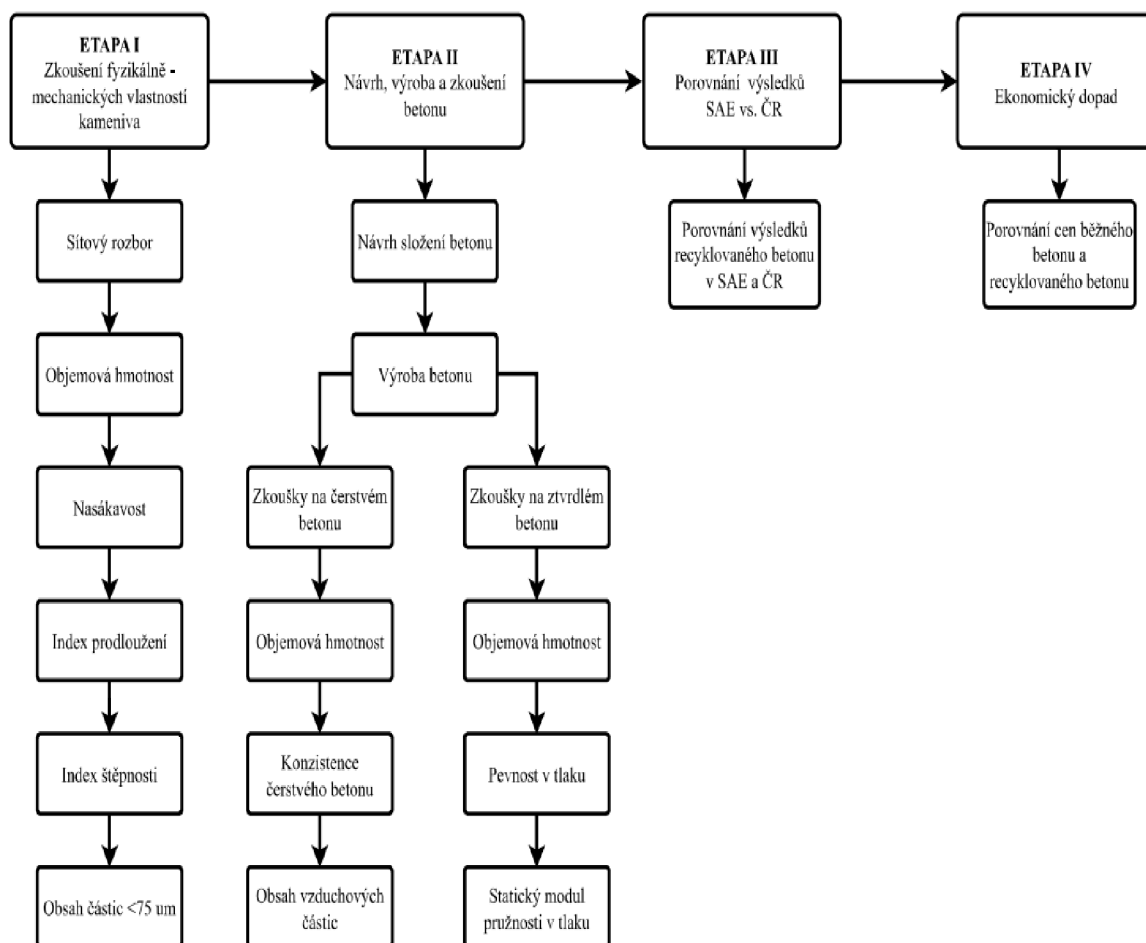 ETAPA I
Zkoušení fyzikálně -
mechanických vlastností
kameniva
ETAPA II
Návrh, výroba a zkoušení
betonu
ETAPA III
Porovnání výsledků
SAE vs. ČR
ETAPA IV
Ekonomický dopad
Sítový rozbor
Objemová hmotnost
Nasákavost
Index prodloužení
Index štěpnosti
Obsah částic <75 um
Návrh složení betonu
Výroba betonu
Zkoušky na čerstvém
betonu
Objemová hmotnost
Konzistence
čerstvého betonu
Obsah vzduchových
částic
Zkoušky na ztvrdlém
betonu
Objemová hmotnost
Pevnost v tlaku
Statický modul
pružnosti v tlaku
Porovnání výsledků
recyklovaného betonu
v SAE a ČR
Porovnání cen běžného
betonu a
recyklovaného betonu